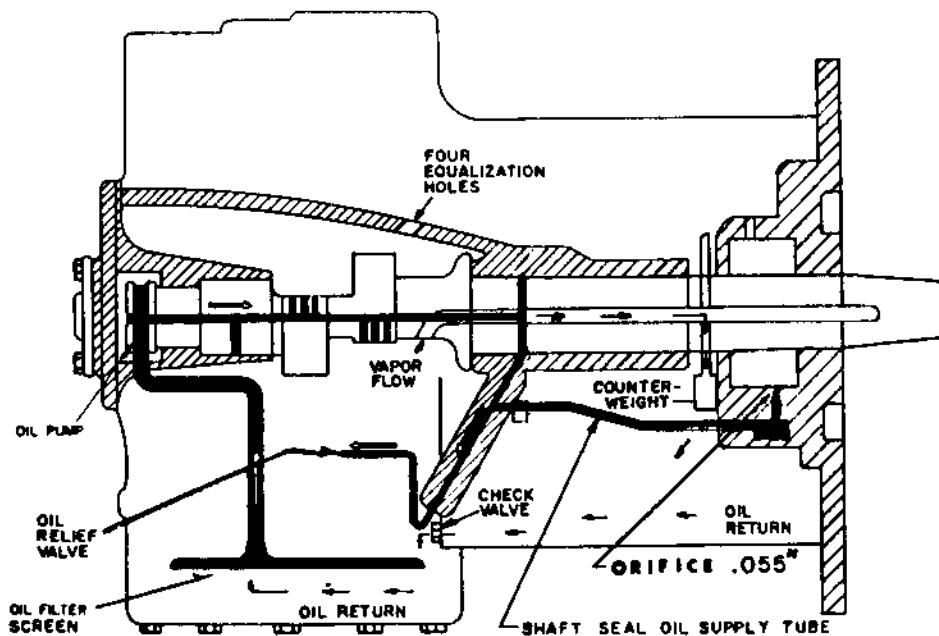 FOUR
EQUALIZATION
HOLES
VAPOR
FLOW
COUNTER-
WEIGHT
OIL PUMP
OIL
RELIEF
VALVE
CHECK
VALVE
OIL
RETURN
ORIFICE .055"
OIL FILTER
SCREEN
OIL RETURN
SHAFT SEAL OIL SUPPLY TUBE